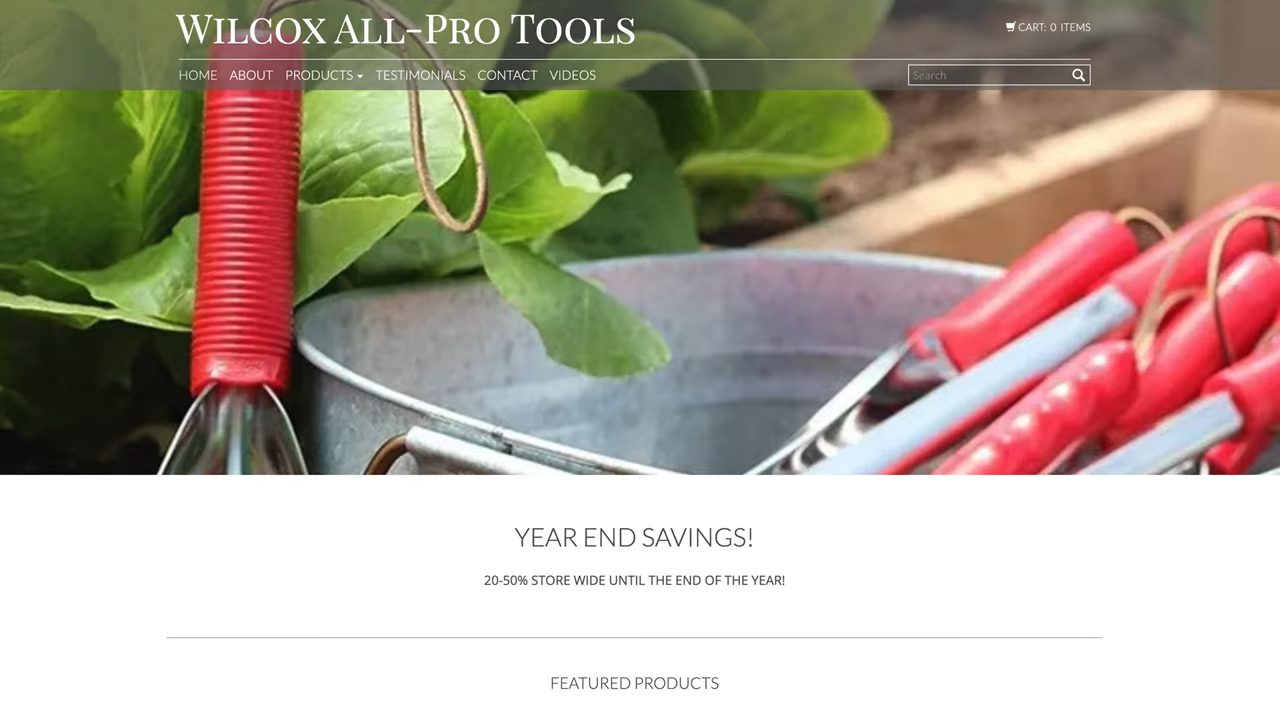 WILCOX ALL-PRO TOOLS
CART: 0 ITEMS
HOME ABOUT PRODUCTS TESTIMONIALS CONTACT VIDEOS
Search
YEAR END SAVINGS!
20-50% STORE WIDE UNTIL THE END OF THE YEAR!
FEATURED PRODUCTS